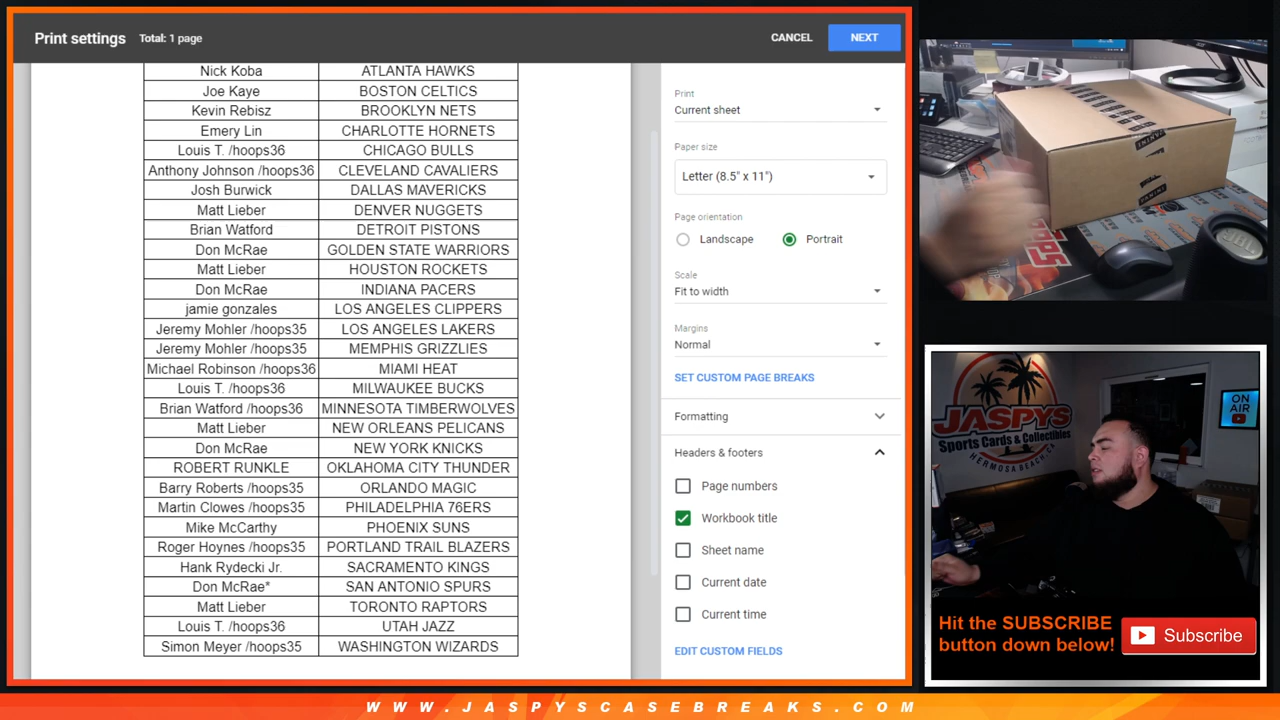 Print settings Total: 1 page CANCEL NEXT
Nick Koba ATLANTA HAWKS
Joe Kaye BOSTON CELTICS
Kevin Rebisz BROOKLYN NETS
Emery Lin CHARLOTTE HORNETS
Louis T. /hoops36 CHICAGO BULLS
Anthony Johnson /hoops36 CLEVELAND CAVALIERS
Josh Burwick DALLAS MAVERICKS
Matt Lieber DENVER NUGGETS
Brian Watford DETROIT PISTONS
Don McRae GOLDEN STATE WARRIORS
Matt Lieber HOUSTON ROCKETS
Don McRae INDIANA PACERS
jamie gonzales LOS ANGELES CLIPPERS
Jeremy Mohler /hoops35 LOS ANGELES LAKERS
Jeremy Mohler /hoops35 MEMPHIS GRIZZLIES
Michael Robinson /hoops36 MIAMI HEAT
Louis T. /hoops36 MILWAUKEE BUCKS
Brian Watford /hoops36 MINNESOTA TIMBERWOLVES
Matt Lieber NEW ORLEANS PELICANS
Don McRae NEW YORK KNICKS
ROBERT RUNKLE OKLAHOMA CITY THUNDER
Barry Roberts /hoops35 ORLANDO MAGIC
Martin Clowes /hoops35 PHILADELPHIA 76ERS
Mike McCarthy PHOENIX SUNS
Roger Hoynes /hoops35 PORTLAND TRAIL BLAZERS
Hank Rydecki Jr. SACRAMENTO KINGS
Don McRae* SAN ANTONIO SPURS
Matt Lieber TORONTO RAPTORS
Louis T. /hoops36 UTAH JAZZ
Simon Meyer /hoops35 WASHINGTON WIZARDS
Print
Current sheet
Paper size
Letter (8.5" x 11")
Page orientation
Landscape Portrait
Scale
Fit to width
Margins
Normal
SET CUSTOM PAGE BREAKS
Formatting
Headers & footers
Page numbers
Workbook title
Sheet name
Current date
Current time
EDIT CUSTOM FIELDS
PANINI
JBL
JASPYS
Sports Cards & Collectibles
HERMOSA BEACH, CA
ON
AIR
Hit the SUBSCRIBE
button down below!
Subscribe
WWW.JASPYSCASEBREAKS.COM